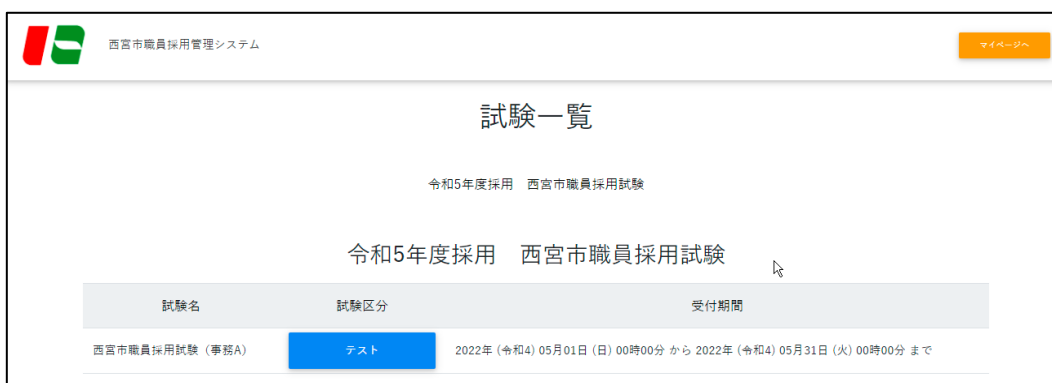 西宮市職員採用管理システム
マイページへ
試験一覧
令和5年度採用　西宮市職員採用試験
令和5年度採用　西宮市職員採用試験
試験名　試験区分　受付期間
西宮市職員採用試験（事務A）　テスト　2022年 (令和4) 05月01日 (日) 00時00分 から 2022年 (令和4) 05月31日 (火) 00時00分 まで